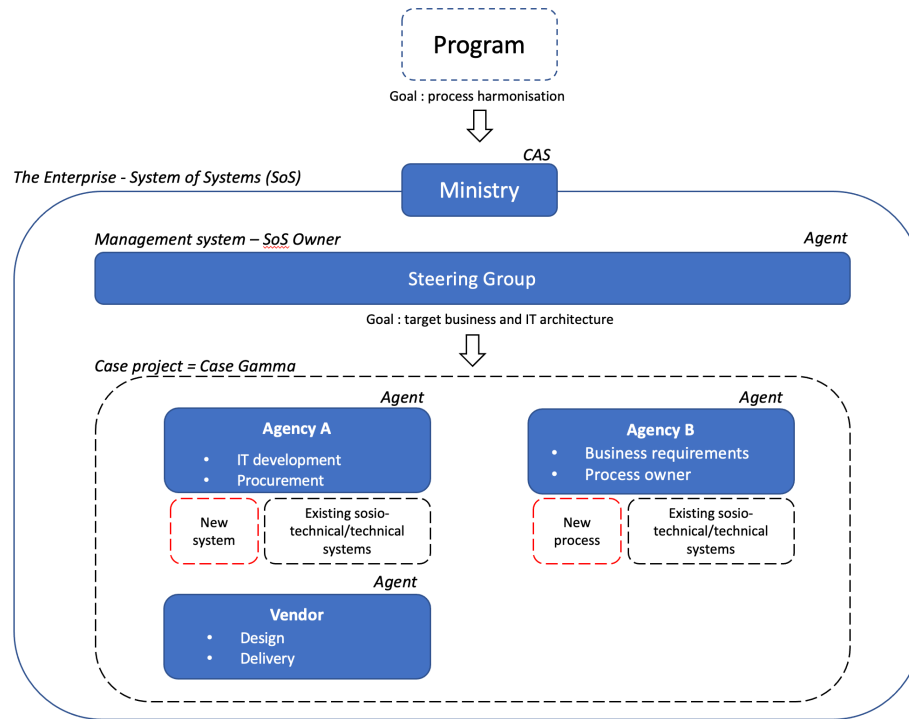 Program
Goal : process harmonisation
CAS
The Enterprise - System of Systems (SoS)
Ministry
Management system – SoS Owner
Agent
Steering Group
Goal : target business and IT architecture
Case project = Case Gamma
Agent
Agency A
• IT development
• Procurement
New
system
Existing sosio-
technical/technical
systems
Agent
Agency B
• Business requirements
• Process owner
New
process
Existing sosio-
technical/technical
systems
Agent
Vendor
• Design
• Delivery